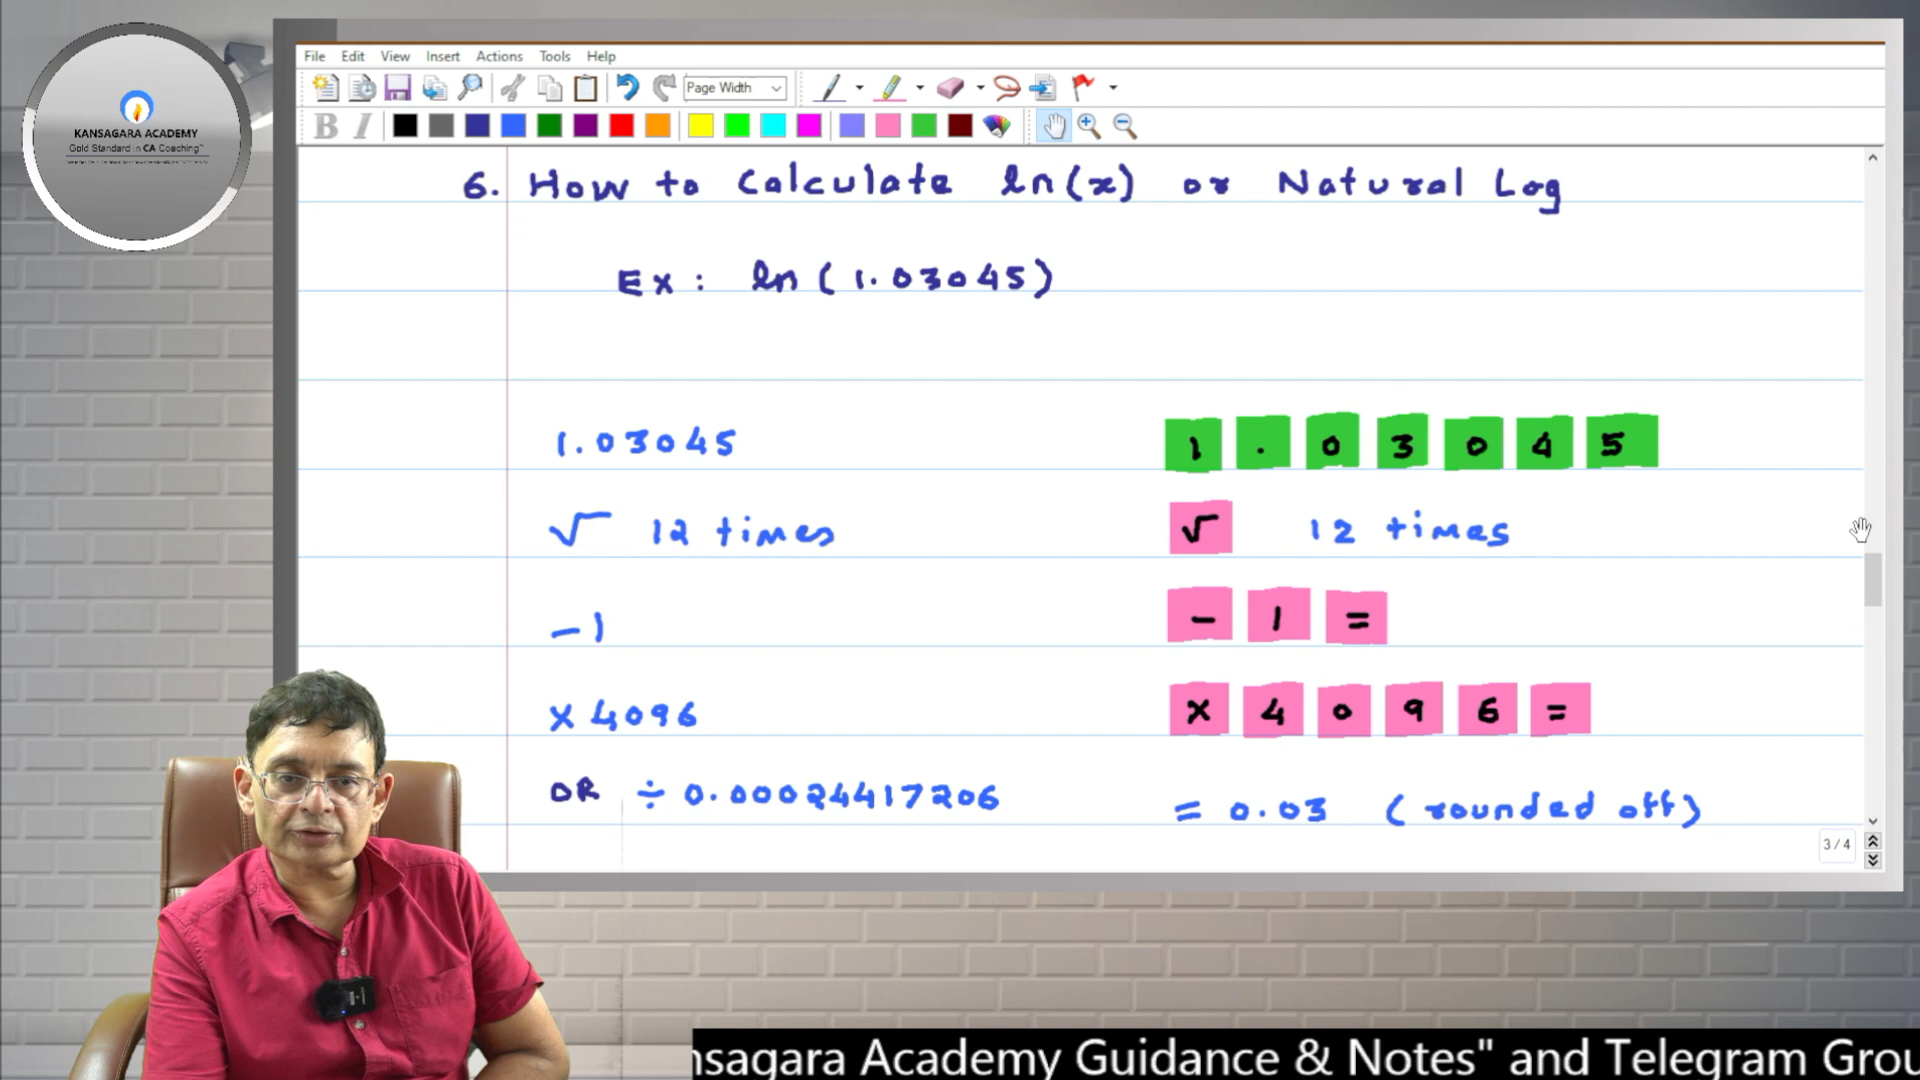 KANSAGARA ACADEMY
Gold Standard in CA Coaching™
File Edit View Insert Actions Tools Help
Page Width
B I
6. How to Calculate ln(x) or Natural Log
Ex: ln(1.03045)
1.03045 1 . 0 3 0 4 5
√ 12 times √ 12 times
-1 - 1 =
x 4096 x 4 0 9 6 =
OR ÷ 0.00024417206 = 0.03 (rounded off)
3 / 4
nsagara Academy Guidance & Notes" and Telegram Grou